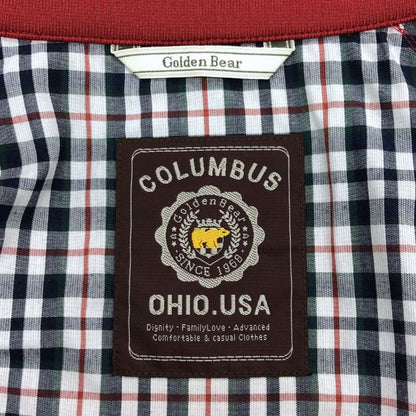 Golden Bear
COLUMBUS
Golden Bear
SINCE 1968
OHIO.USA
Dignity - FamilyLove - Advanced
Comfortable & casual Clothes